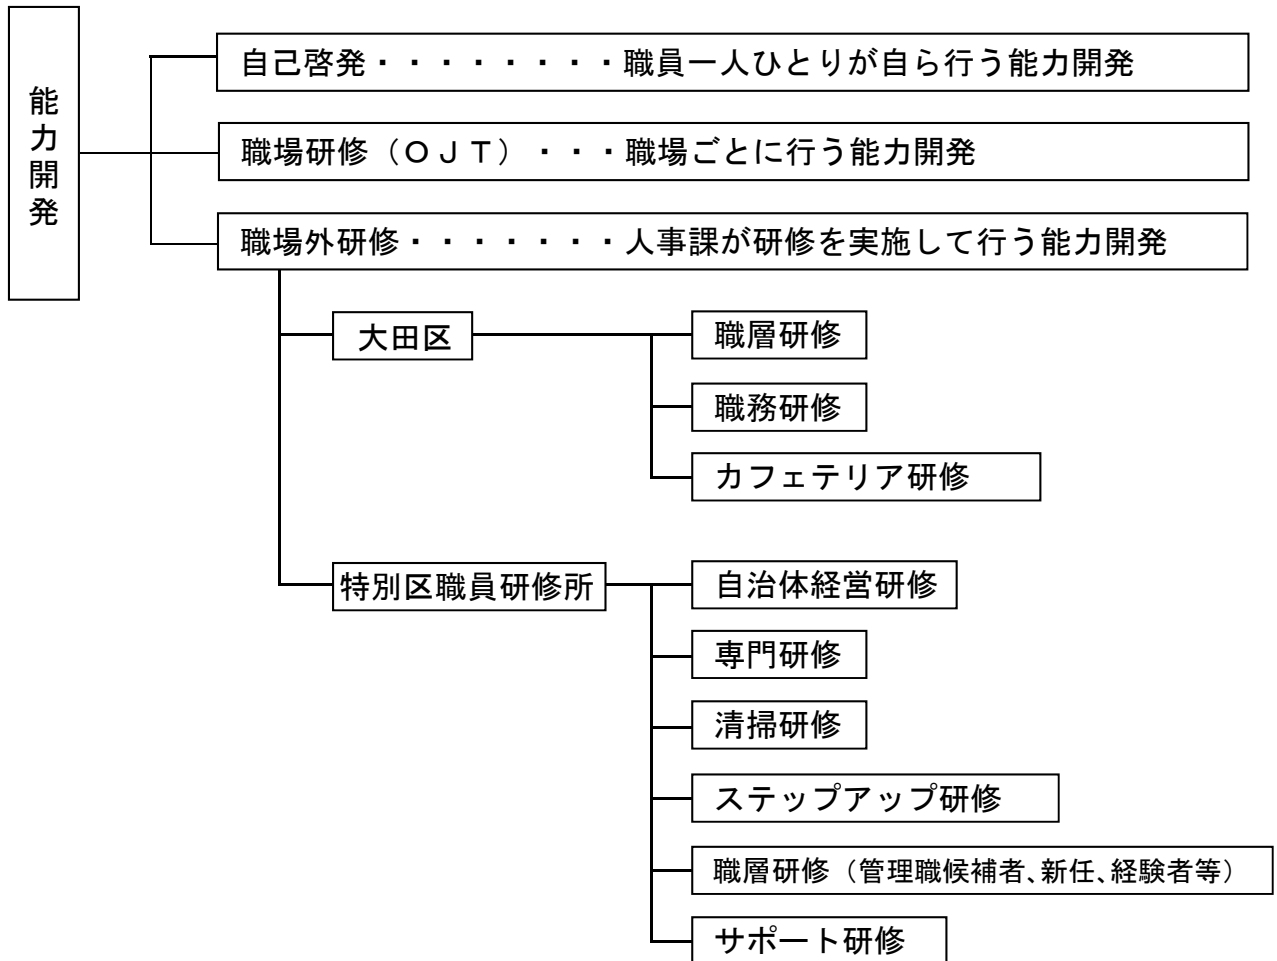 能力開発
自己啓発・・・・・・・・職員一人ひとりが自ら行う能力開発
職場研修（ＯＪＴ）・・・職場ごとに行う能力開発
職場外研修・・・・・・・人事課が研修を実施して行う能力開発
大田区
職層研修
職務研修
カフェテリア研修
特別区職員研修所
自治体経営研修
専門研修
清掃研修
ステップアップ研修
職層研修（管理職候補者、新任、経験者等）
サポート研修